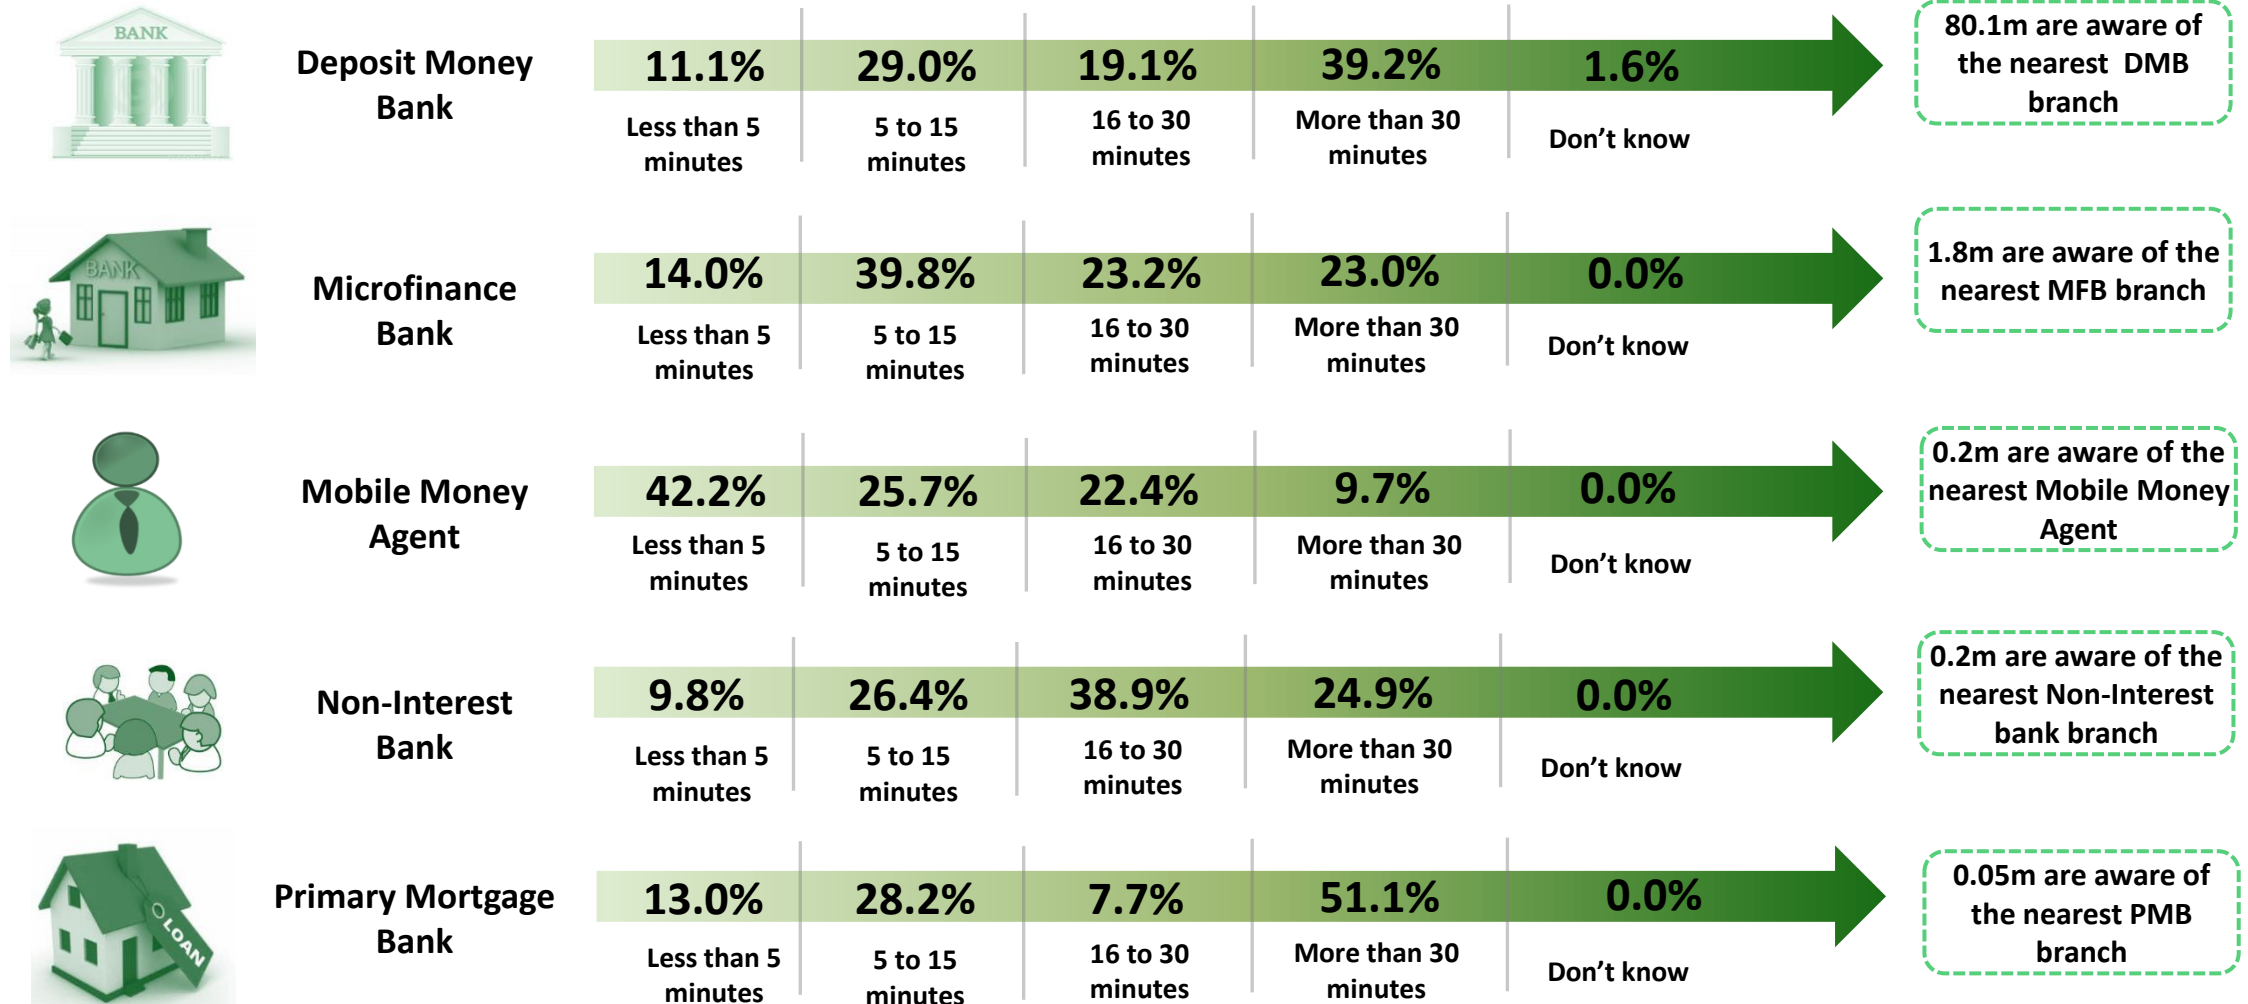 BANK
Deposit Money
Bank
11.1%
29.0%
19.1%
39.2%
1.6%
Less than 5
minutes
5 to 15
minutes
16 to 30
minutes
More than 30
minutes
Don’t know
80.1m are aware of
the nearest DMB
branch
BANK
Microfinance
Bank
14.0%
39.8%
23.2%
23.0%
0.0%
Less than 5
minutes
5 to 15
minutes
16 to 30
minutes
More than 30
minutes
Don’t know
1.8m are aware of the
nearest MFB branch
Mobile Money
Agent
42.2%
25.7%
22.4%
9.7%
0.0%
Less than 5
minutes
5 to 15
minutes
16 to 30
minutes
More than 30
minutes
Don’t know
0.2m are aware of the
nearest Mobile Money
Agent
Non-Interest
Bank
9.8%
26.4%
38.9%
24.9%
0.0%
Less than 5
minutes
5 to 15
minutes
16 to 30
minutes
More than 30
minutes
Don’t know
0.2m are aware of the
nearest Non-Interest
bank branch
LOAN
Primary Mortgage
Bank
13.0%
28.2%
7.7%
51.1%
0.0%
Less than 5
minutes
5 to 15
minutes
16 to 30
minutes
More than 30
minutes
Don’t know
0.05m are aware of
the nearest PMB
branch